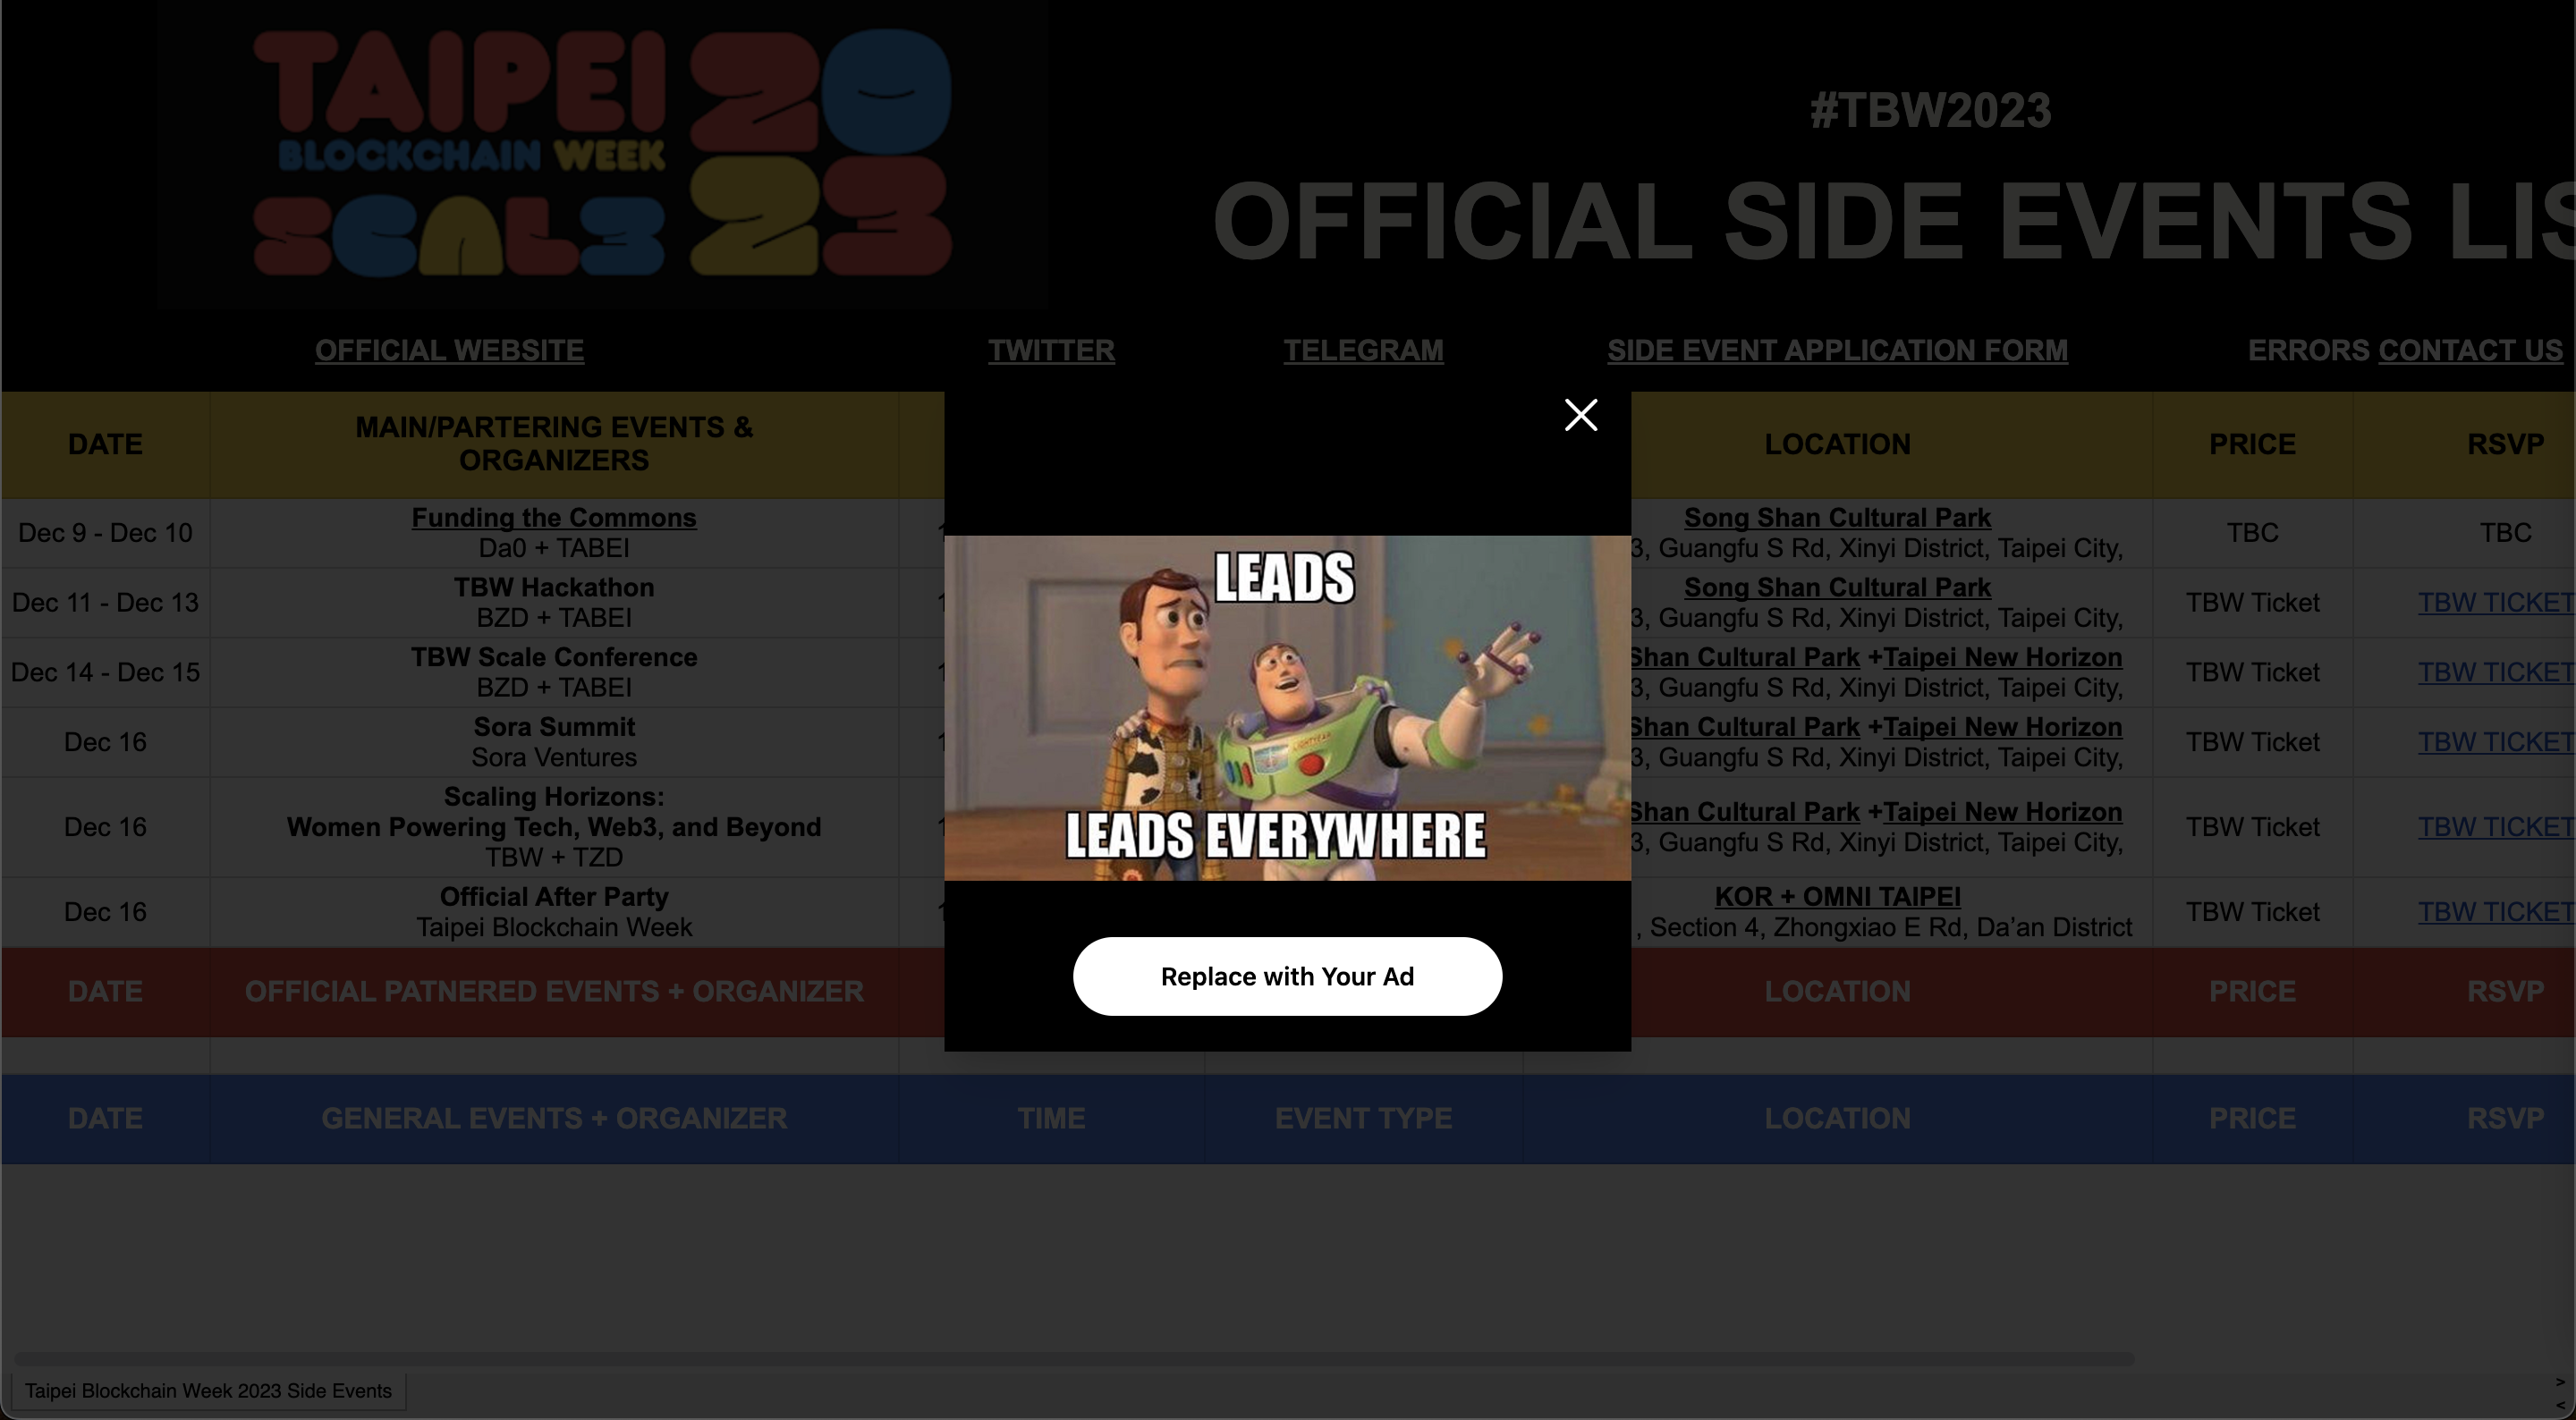 TAIPEI
BLOCKCHAIN WEEK
SCAL3
2023
#TBW2023
OFFICIAL SIDE EVENTS LIS
OFFICIAL WEBSITE
TWITTER
TELEGRAM
SIDE EVENT APPLICATION FORM
ERRORS CONTACT US
DATE
MAIN/PARTERING EVENTS &
ORGANIZERS
LOCATION
PRICE
RSVP
Dec 9 - Dec 10
Funding the Commons
Da0 + TABEI
Song Shan Cultural Park
3, Guangfu S Rd, Xinyi District, Taipei City,
TBC
TBC
Dec 11 - Dec 13
TBW Hackathon
BZD + TABEI
Song Shan Cultural Park
3, Guangfu S Rd, Xinyi District, Taipei City,
TBW Ticket
TBW TICKET
Dec 14 - Dec 15
TBW Scale Conference
BZD + TABEI
Shan Cultural Park +Taipei New Horizon
3, Guangfu S Rd, Xinyi District, Taipei City,
TBW Ticket
TBW TICKET
Dec 16
Sora Summit
Sora Ventures
Shan Cultural Park +Taipei New Horizon
3, Guangfu S Rd, Xinyi District, Taipei City,
TBW Ticket
TBW TICKET
Dec 16
Scaling Horizons:
Women Powering Tech, Web3, and Beyond
TBW + TZD
Shan Cultural Park +Taipei New Horizon
3, Guangfu S Rd, Xinyi District, Taipei City,
TBW Ticket
TBW TICKET
Dec 16
Official After Party
Taipei Blockchain Week
KOR + OMNI TAIPEI
, Section 4, Zhongxiao E Rd, Da’an District
TBW Ticket
TBW TICKET
LEADS
LIGHTYEAR
LEADS EVERYWHERE
Replace with Your Ad
DATE
OFFICIAL PATNERED EVENTS + ORGANIZER
LOCATION
PRICE
RSVP
DATE
GENERAL EVENTS + ORGANIZER
TIME
EVENT TYPE
LOCATION
PRICE
RSVP
Taipei Blockchain Week 2023 Side Events